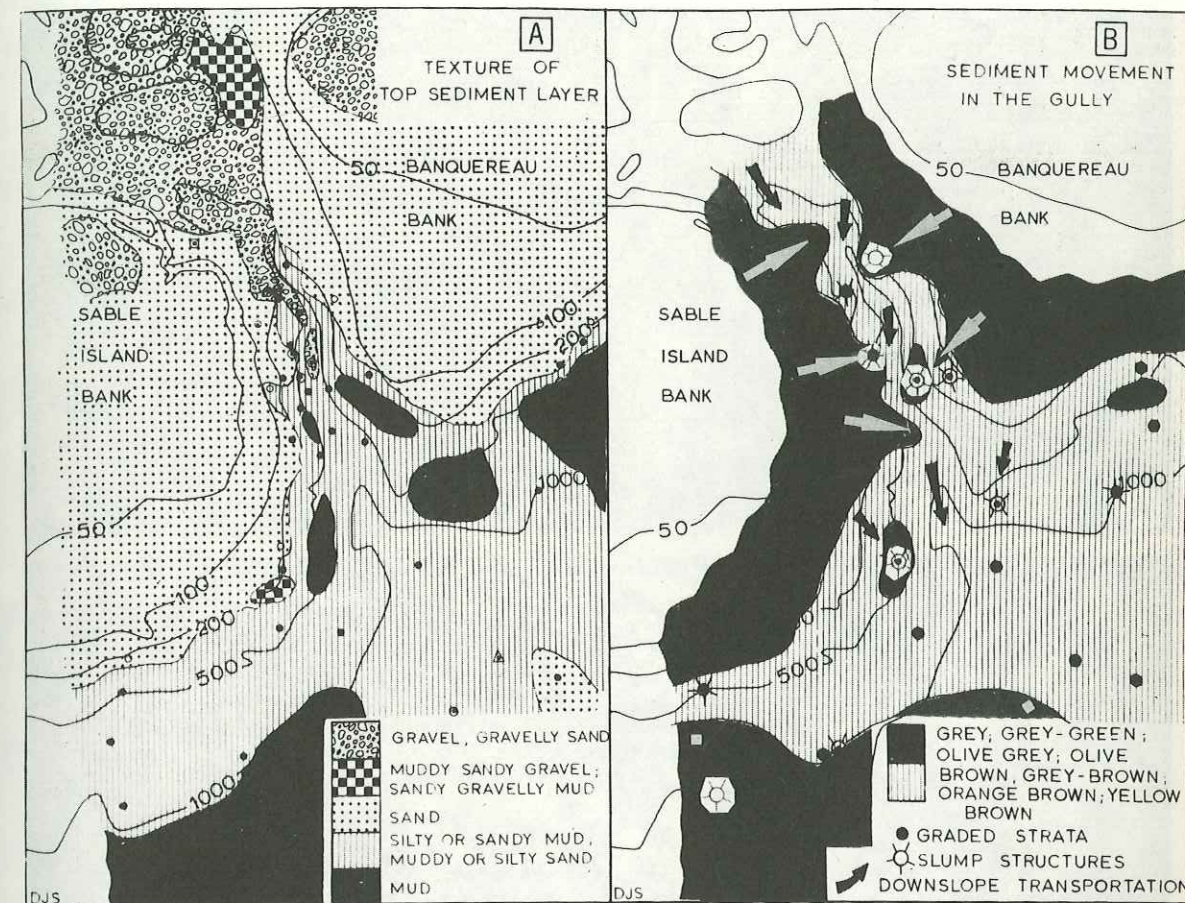 A
TEXTURE OF
TOP SEDIMENT LAYER
50
BANQUEREAU
BANK
SABLE
ISLAND
BANK
100
200
1000
50
100
200
500
1000
GRAVEL, GRAVELLY SAND
MUDDY SANDY GRAVEL;
SANDY GRAVELLY MUD
SAND
SILTY OR SANDY MUD,
MUDDY OR SILTY SAND
MUD
DJS
B
SEDIMENT MOVEMENT
IN THE GULLY
50
BANQUEREAU
BANK
SABLE
ISLAND
BANK
1000
50
500
GREY; GREY-GREEN;
OLIVE GREY; OLIVE
BROWN, GREY-BROWN;
ORANGE BROWN; YELLOW
BROWN
GRADED STRATA
SLUMP STRUCTURES
DOWNSLOPE TRANSPORTATION
DJS